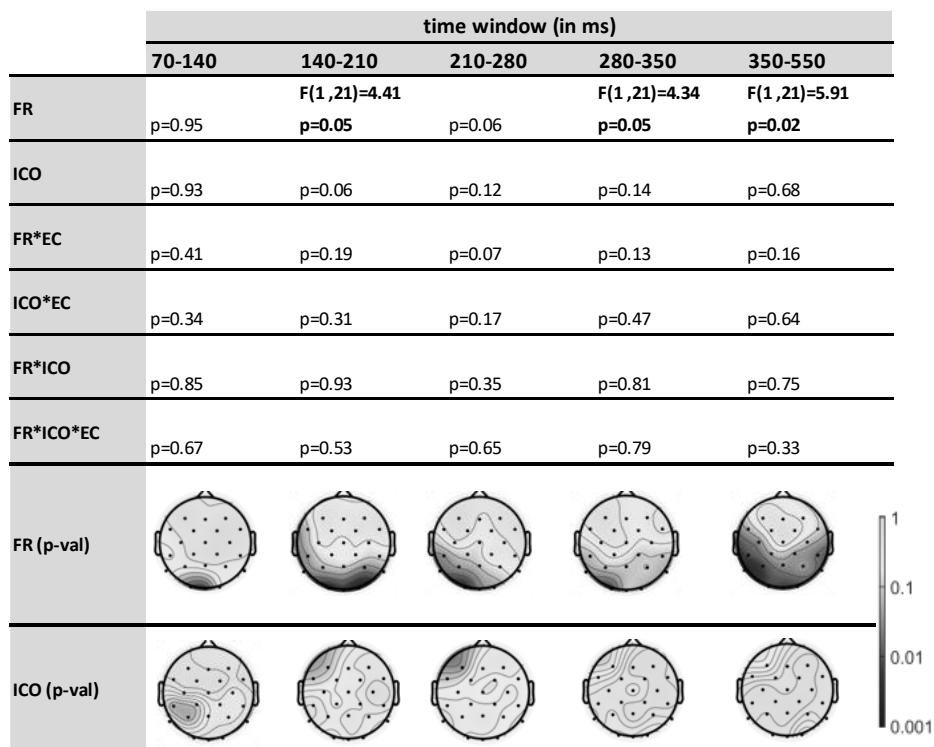 time window (in ms)
70-140 140-210 210-280 280-350 350-550
FR
F(1 ,21)=4.41 F(1 ,21)=4.34 F(1 ,21)=5.91
p=0.95 p=0.05 p=0.06 p=0.05 p=0.02
ICO
p=0.93 p=0.06 p=0.12 p=0.14 p=0.68
FR*EC
p=0.41 p=0.19 p=0.07 p=0.13 p=0.16
ICO*EC
p=0.34 p=0.31 p=0.17 p=0.47 p=0.64
FR*ICO
p=0.85 p=0.93 p=0.35 p=0.81 p=0.75
FR*ICO*EC
p=0.67 p=0.53 p=0.65 p=0.79 p=0.33
FR (p-val)
1
0.1
0.01
0.001
ICO (p-val)